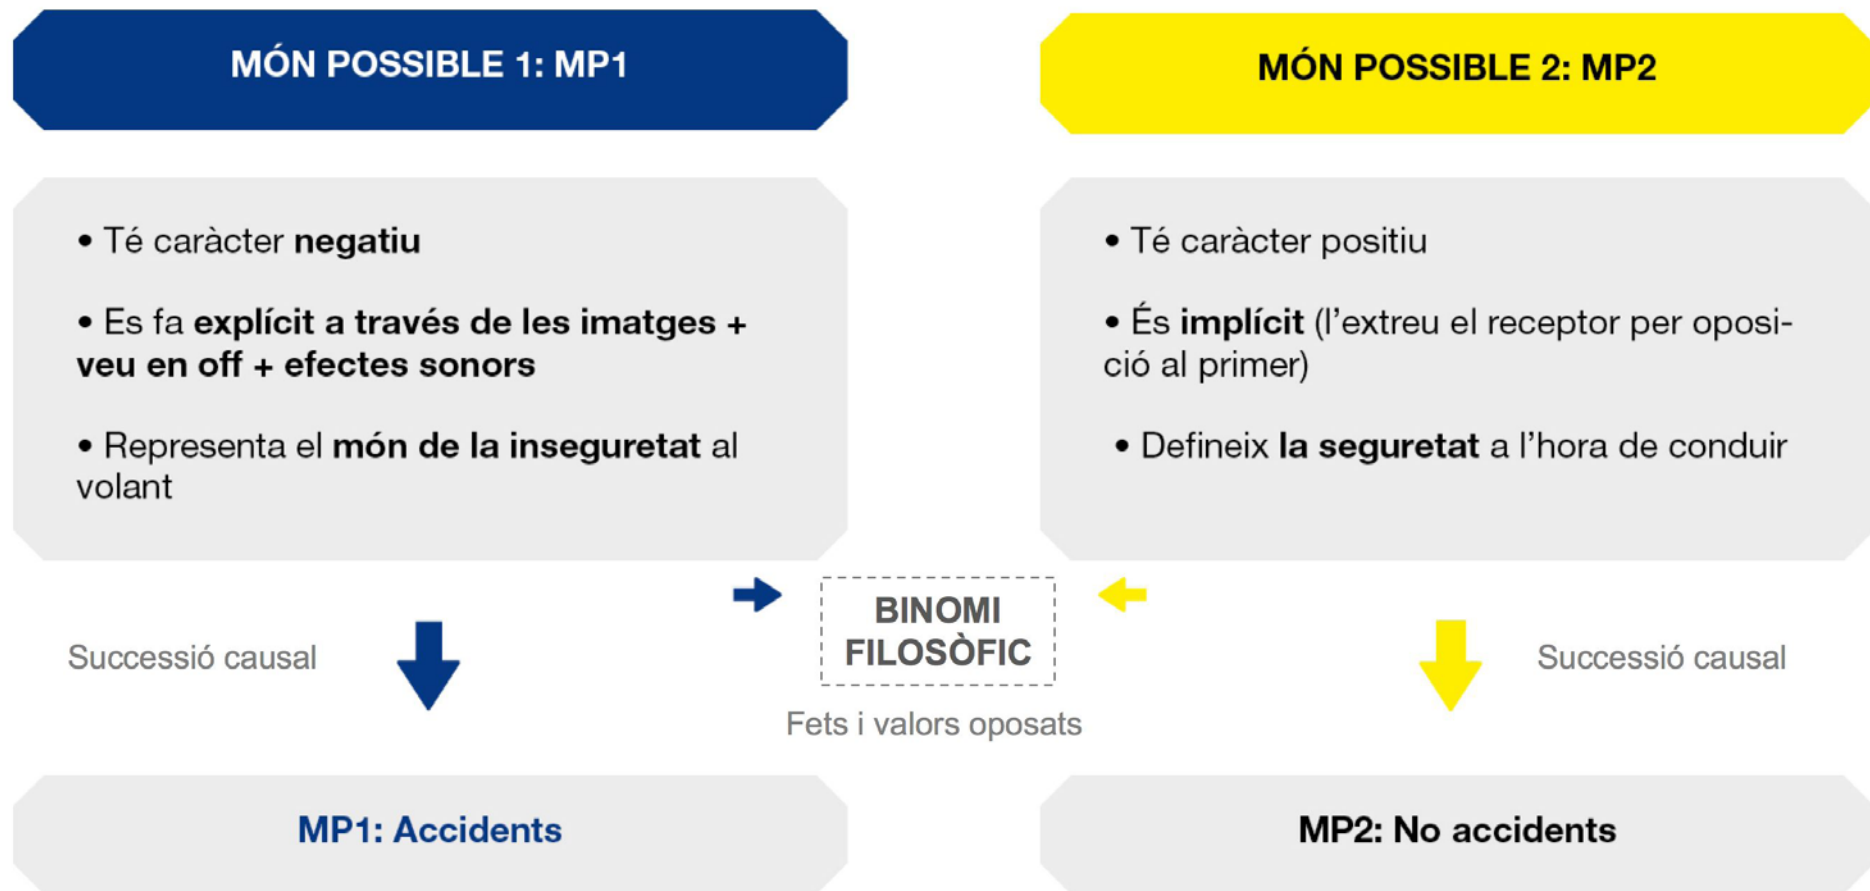 MÓN POSSIBLE 1: MP1
• Té caràcter negatiu
• Es fa explícit a través de les imatges +
veu en off + efectes sonors
• Representa el món de la inseguretat al
volant
MÓN POSSIBLE 2: MP2
• Té caràcter positiu
• És implícit (l'extreu el receptor per oposi-
ció al primer)
• Defineix la seguretat a l'hora de conduir
Successió causal
BINOMI
FILOSÒFIC
Fets i valors oposats
Successió causal
MP1: Accidents
MP2: No accidents